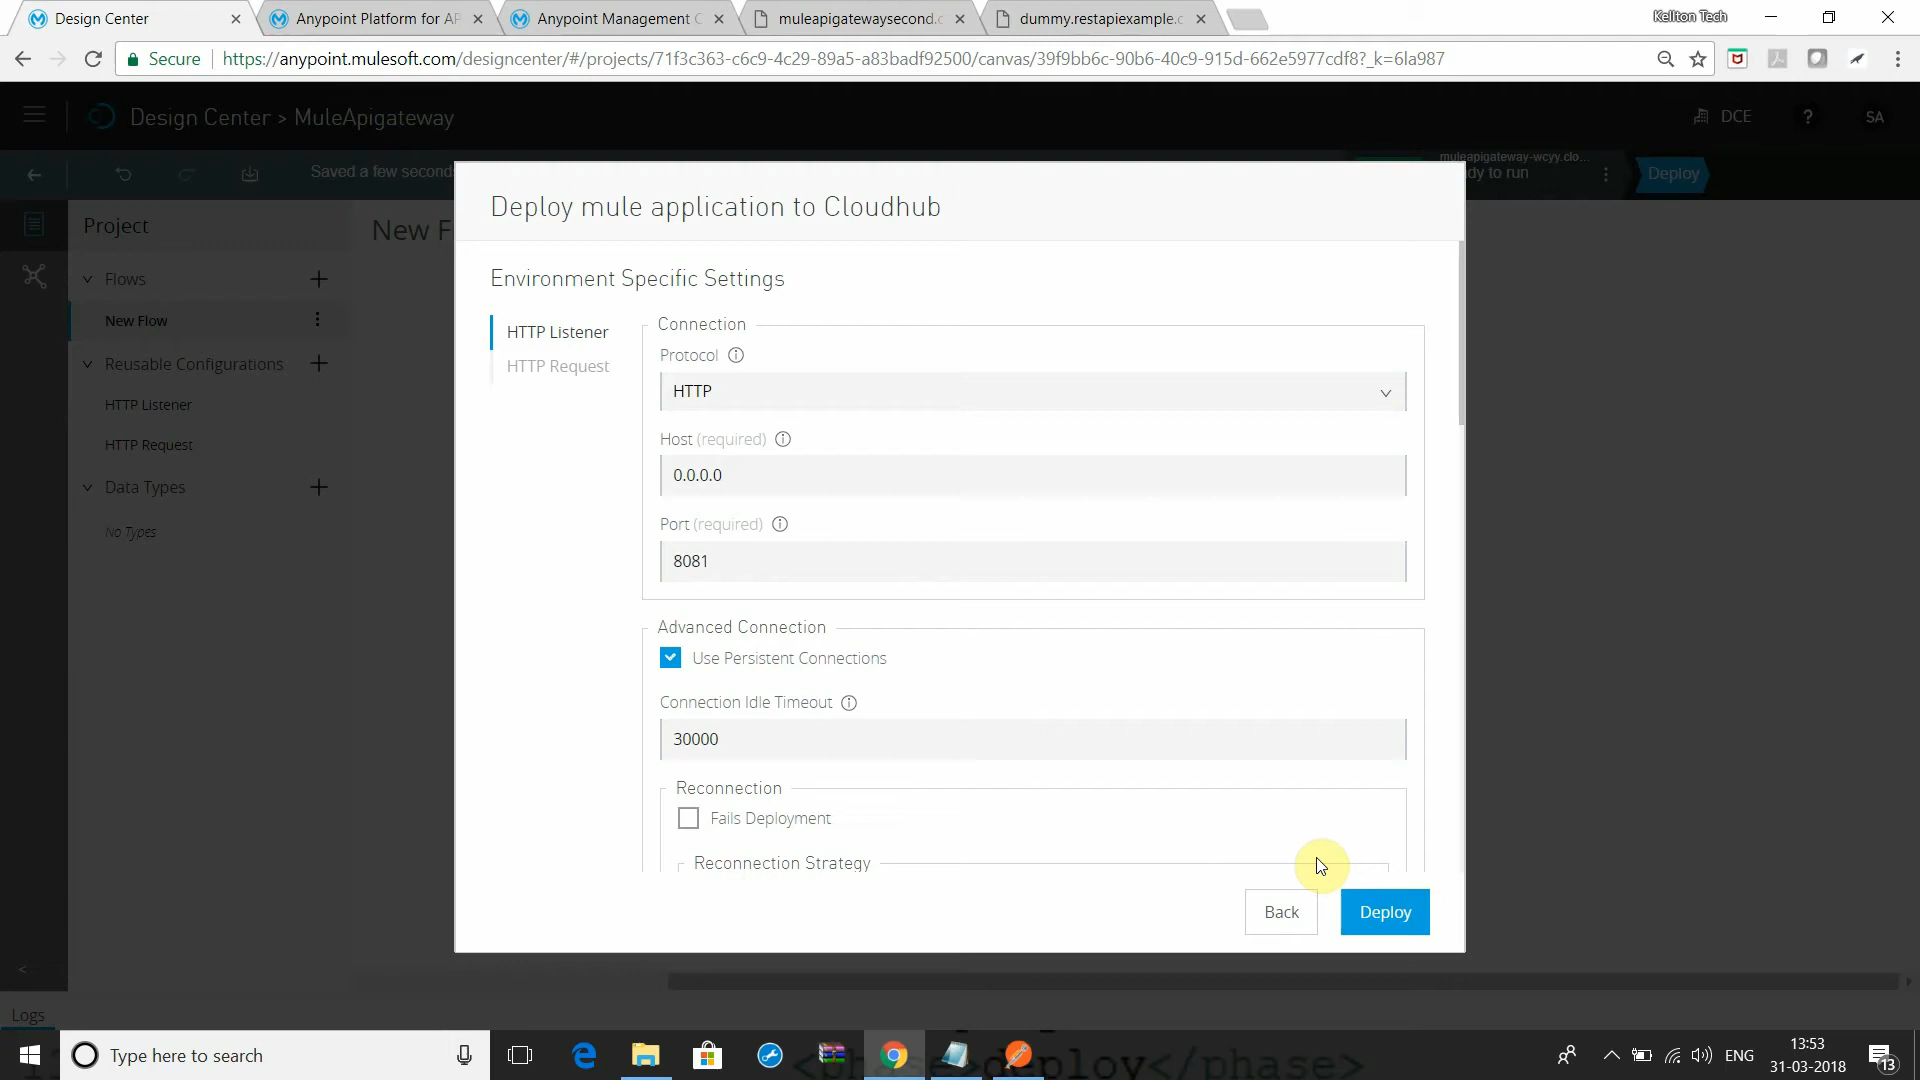 Design Center
Anypoint Platform for AP
Anypoint Management C
muleapigatewaysecond.c
dummy.restapiexample.c
Kellton Tech
Secure
https://anypoint.mulesoft.com/designcenter/#/projects/71f3c363-c6c9-4c29-89a5-a83badf92500/canvas/39f9bb6c-90b6-40c9-915d-662e5977cdf8?_k=6la987
Design Center > MuleApigateway
DCE
?
SA
Saved a few second
muleapigateway-wcyy.clo...
dy to run
Deploy
Project
New F
Flows
New Flow
Reusable Configurations
HTTP Listener
HTTP Request
Data Types
No Types
Deploy mule application to Cloudhub
Environment Specific Settings
HTTP Listener
HTTP Request
Connection
Protocol
HTTP
Host (required)
0.0.0.0
Port (required)
8081
Advanced Connection
Use Persistent Connections
Connection Idle Timeout
30000
Reconnection
Fails Deployment
Reconnection Strategy
Back
Deploy
Logs
<phase>deploy</phase>
Type here to search
ENG
13:53
31-03-2018
13